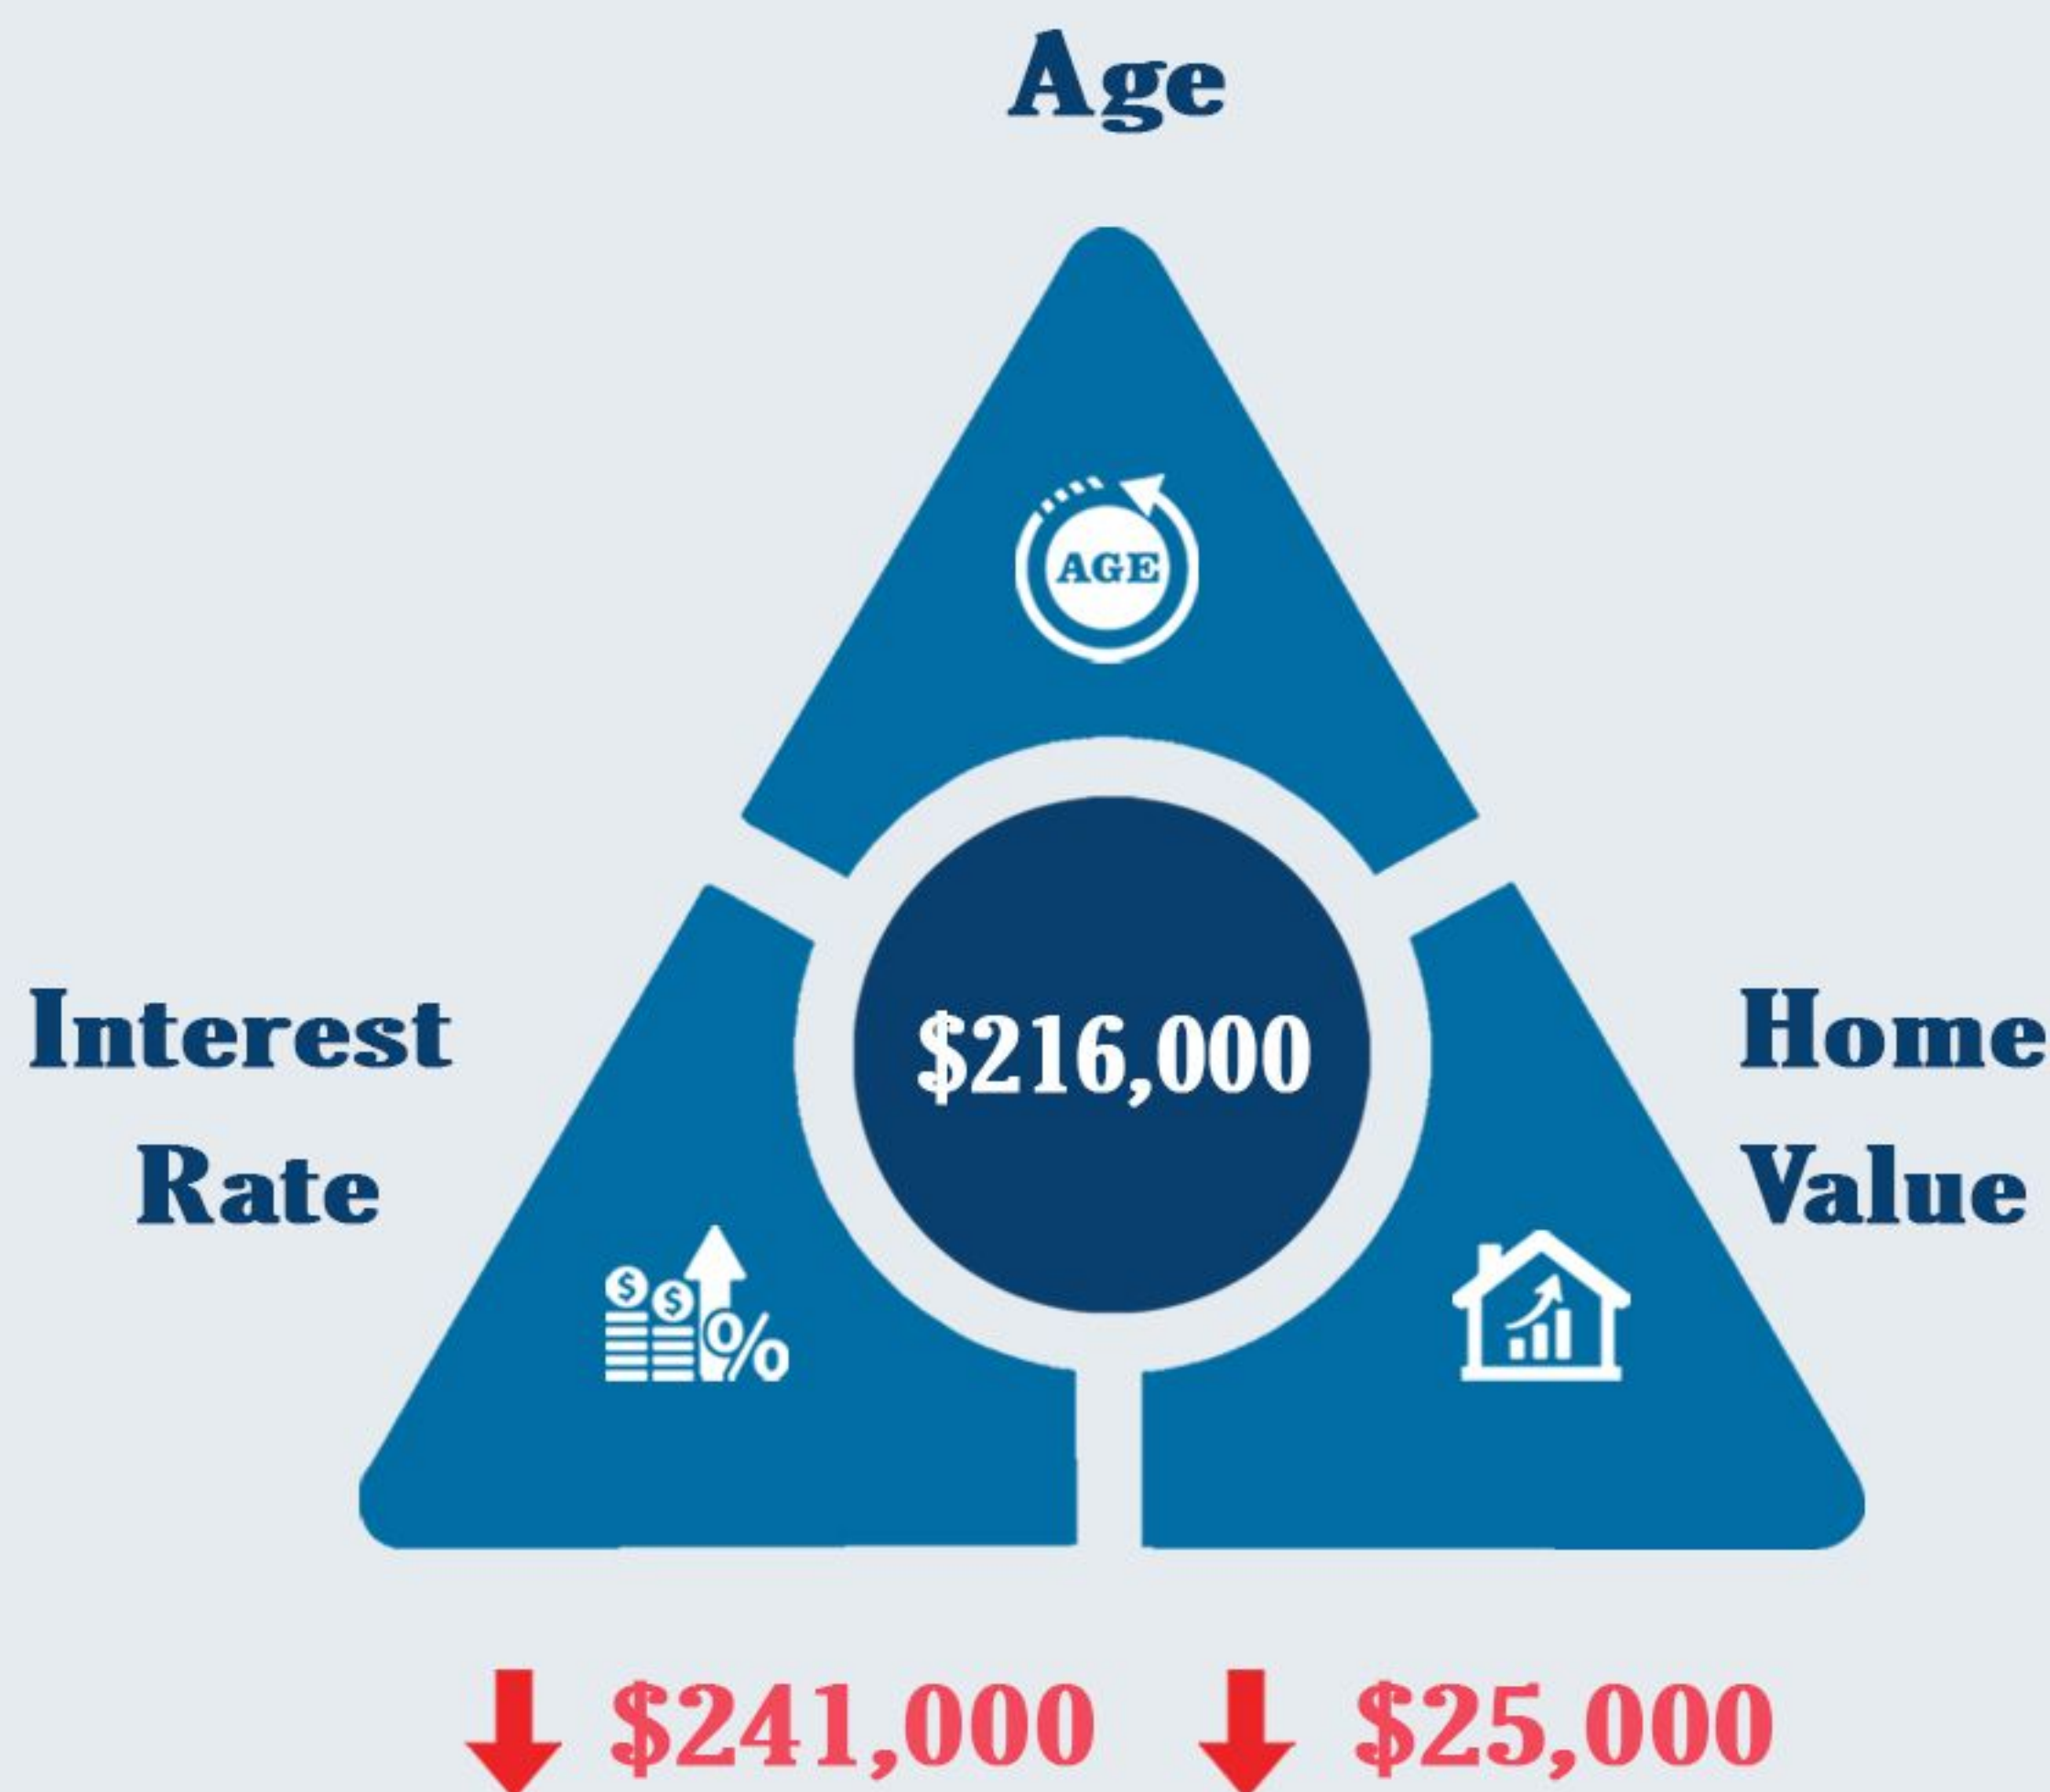 Age
AGE
$216,000
Interest
Rate
Home
Value
$ $ %
$241,000 $25,000